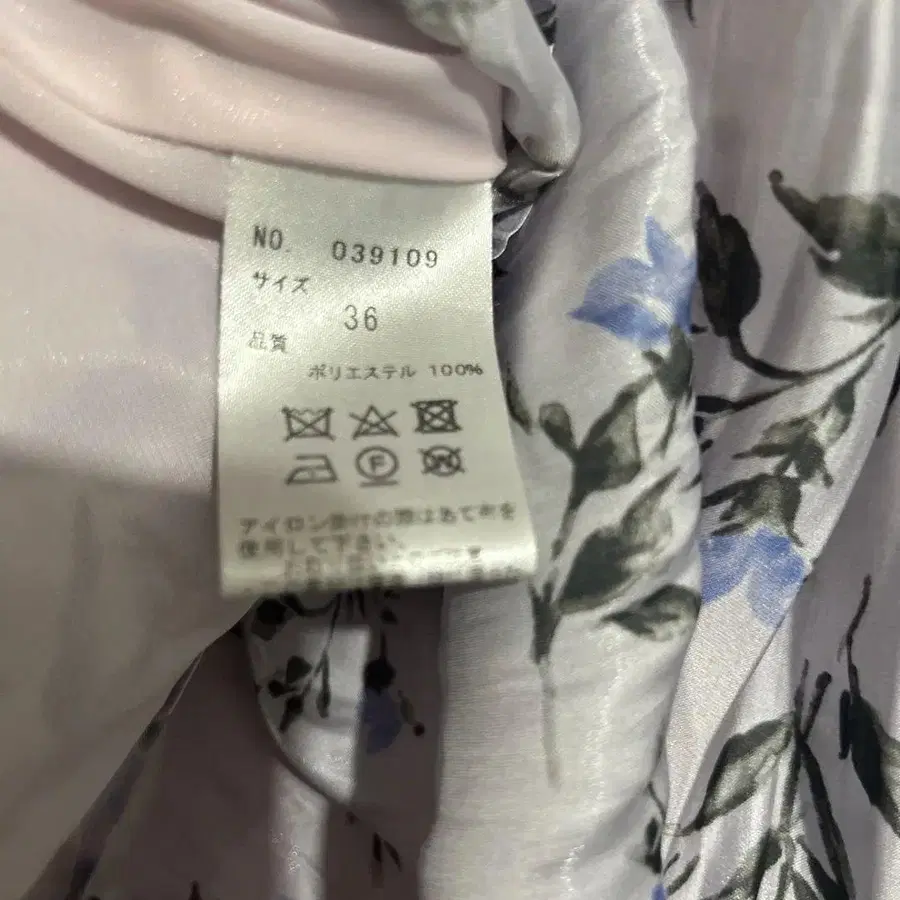 NO. 039109
サイズ
36
品質
ポリエステル 100%
F
W
アイロン掛けの際はあて布を
使用して下さい。